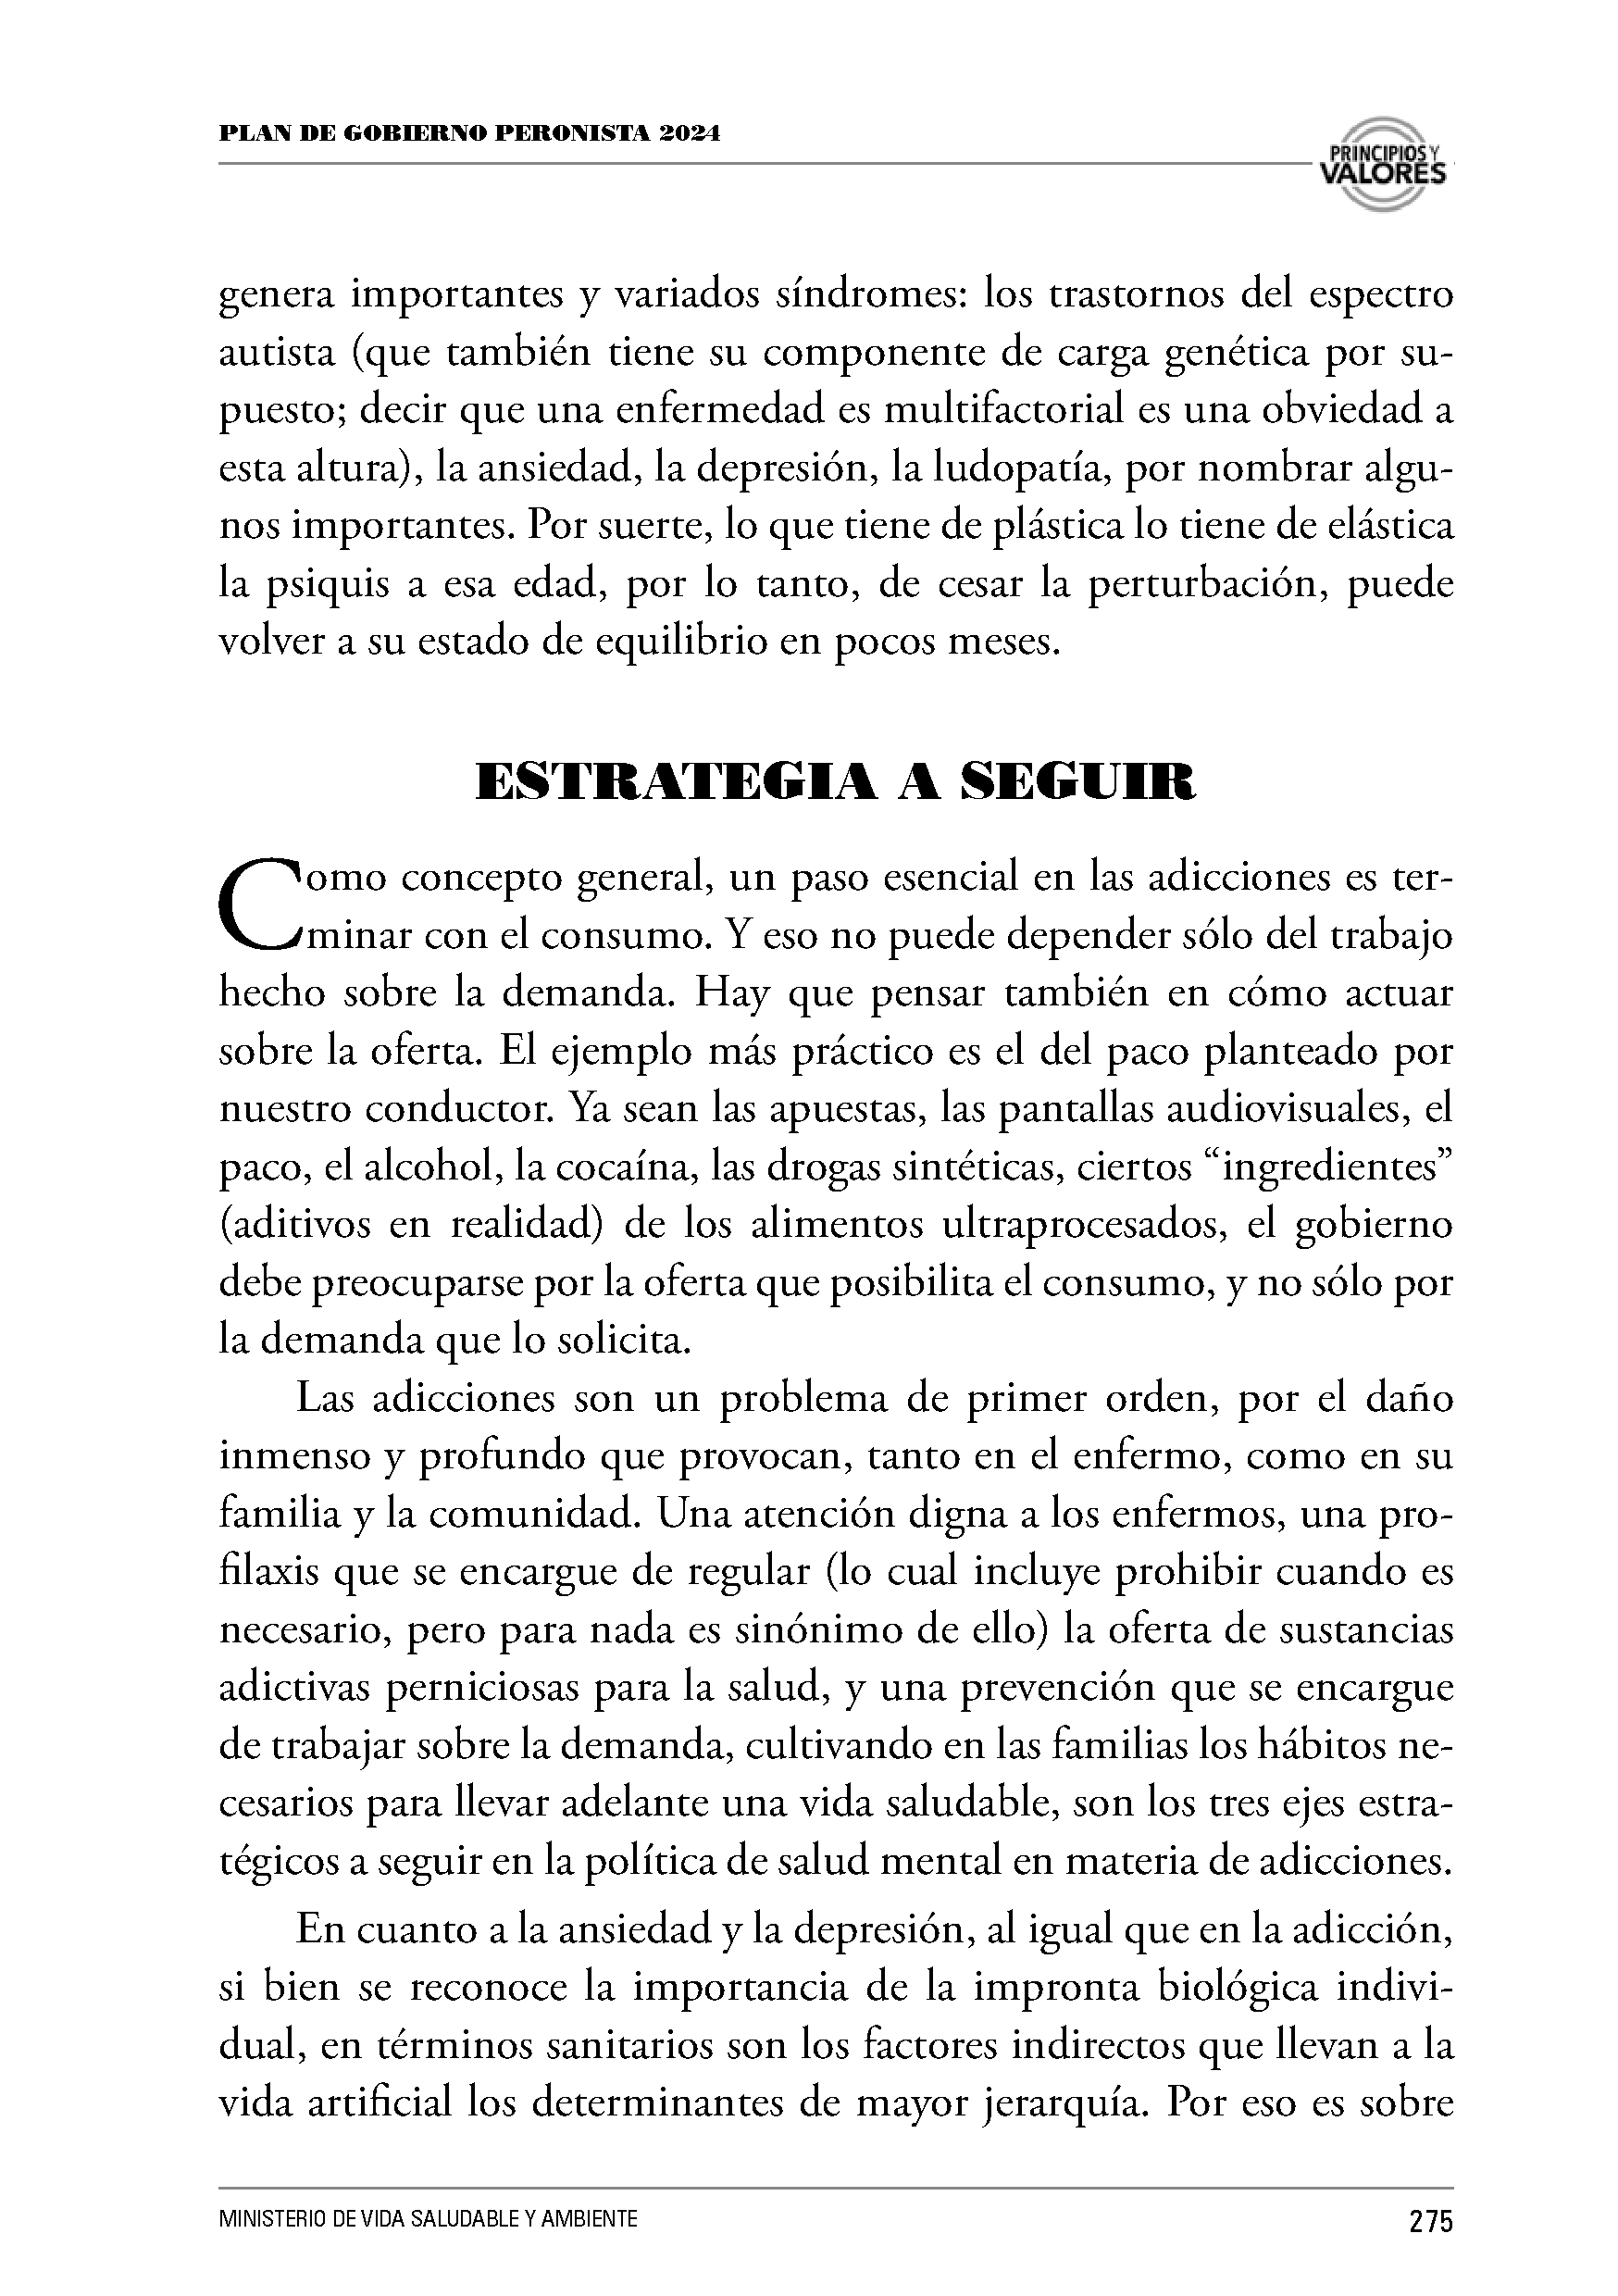 PLAN DE GOBIERNO PERONISTA 2024
PRINCIPIOS Y
VALORES
genera importantes y variados síndromes: los trastornos del espectro
autista (que también tiene su componente de carga genética por su-
puesto; decir que una enfermedad es multifactorial es una obviedad a
esta altura), la ansiedad, la depresión, la ludopatía, por nombrar algu-
nos importantes. Por suerte, lo que tiene de plástica lo tiene de elástica
la psiquis a esa edad, por lo tanto, de cesar la perturbación, puede
volver a su estado de equilibrio en pocos meses.
ESTRATEGIA A SEGUIR
Como concepto general, un paso esencial en las adicciones es ter-
minar con el consumo. Y eso no puede depender sólo del trabajo
hecho sobre la demanda. Hay que pensar también en cómo actuar
sobre la oferta. El ejemplo más práctico es el del paco planteado por
nuestro conductor. Ya sean las apuestas, las pantallas audiovisuales, el
paco, el alcohol, la cocaína, las drogas sintéticas, ciertos “ingredientes”
(aditivos en realidad) de los alimentos ultraprocesados, el gobierno
debe preocuparse por la oferta que posibilita el consumo, y no sólo por
la demanda que lo solicita.
Las adicciones son un problema de primer orden, por el daño
inmenso y profundo que provocan, tanto en el enfermo, como en su
familia y la comunidad. Una atención digna a los enfermos, una pro-
filaxis que se encargue de regular (lo cual incluye prohibir cuando es
necesario, pero para nada es sinónimo de ello) la oferta de sustancias
adictivas perniciosas para la salud, y una prevención que se encargue
de trabajar sobre la demanda, cultivando en las familias los hábitos ne-
cesarios para llevar adelante una vida saludable, son los tres ejes estra-
tégicos a seguir en la política de salud mental en materia de adicciones.
En cuanto a la ansiedad y la depresión, al igual que en la adicción,
si bien se reconoce la importancia de la impronta biológica indivi-
dual, en términos sanitarios son los factores indirectos que llevan a la
vida artificial los determinantes de mayor jerarquía. Por eso es sobre
MINISTERIO DE VIDA SALUDABLE Y AMBIENTE
275